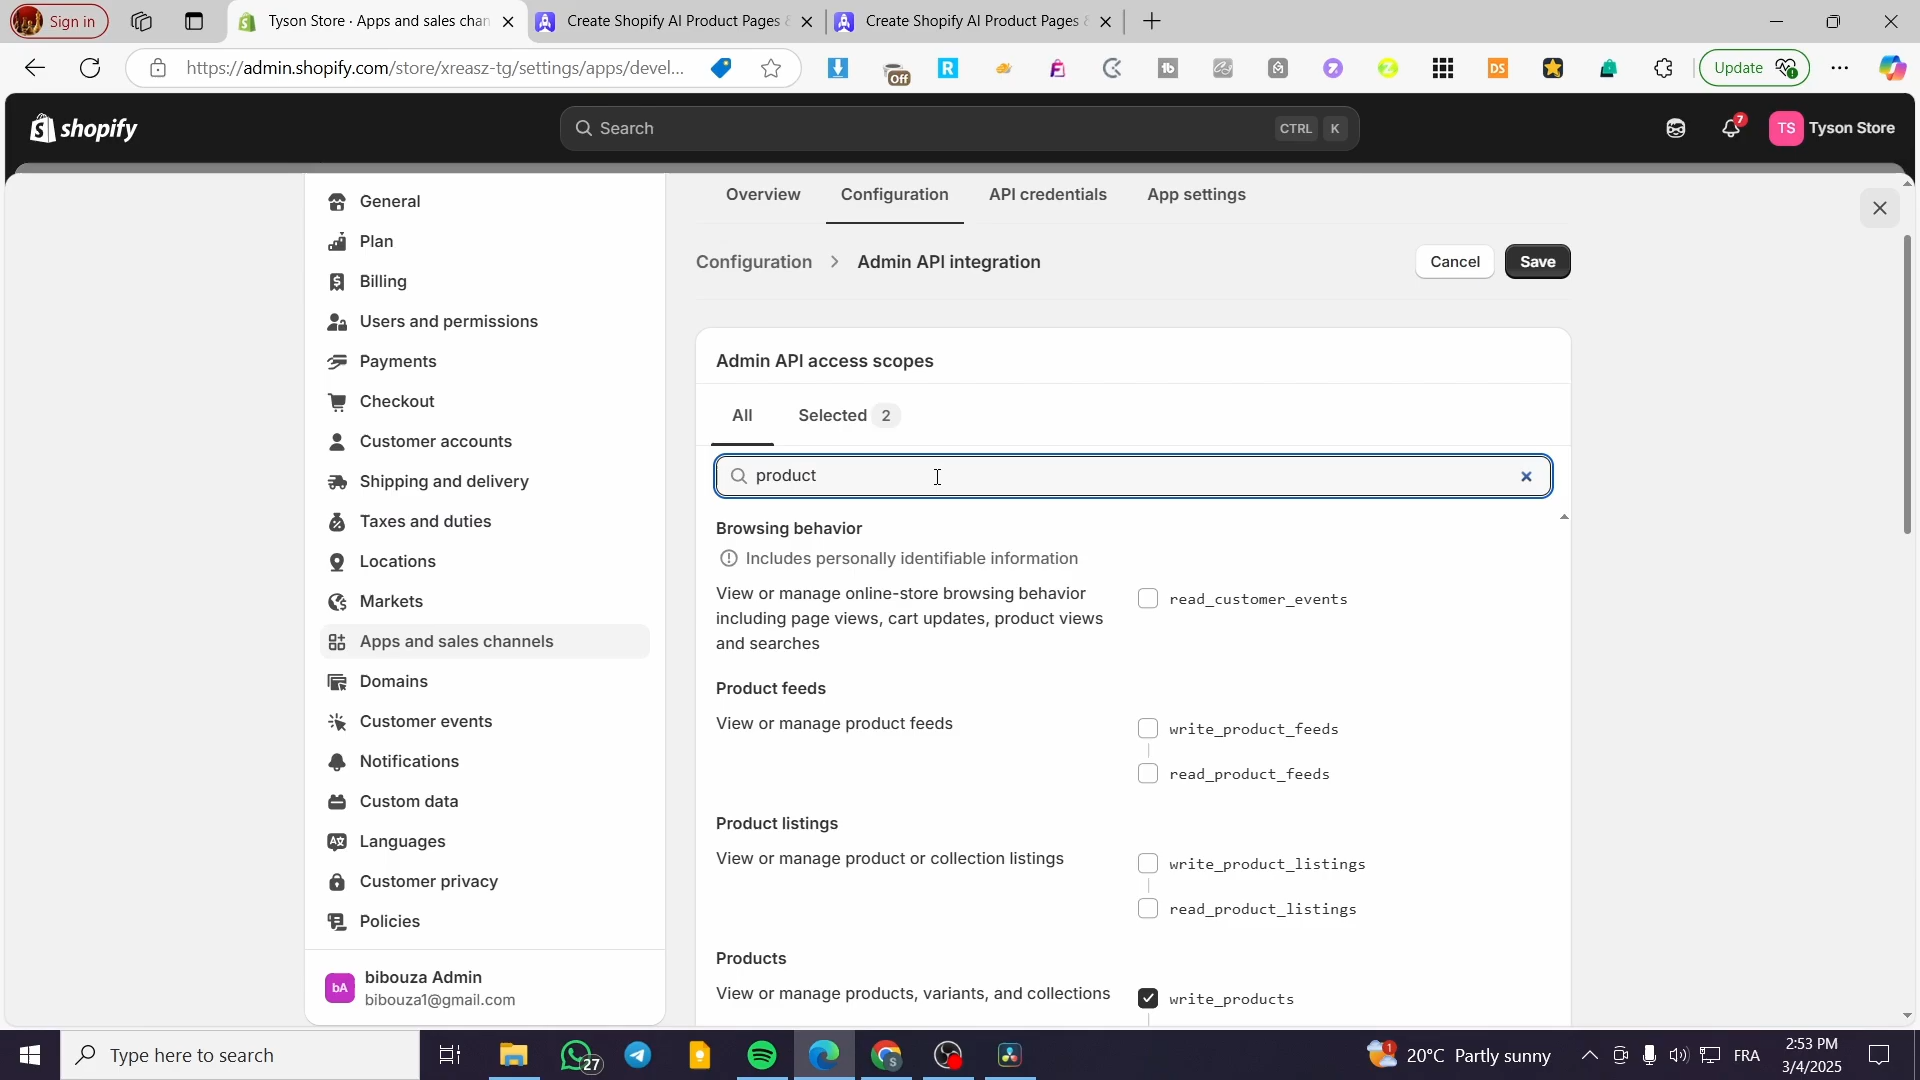 Sign in
Tyson Store · Apps and sales chan
Create Shopify AI Product Pages &
Create Shopify AI Product Pages &
https://admin.shopify.com/store/xreasz-tg/settings/apps/devel...
Off
Update
shopify
Search
CTRL K
7
TS
Tyson Store
General
Plan
Billing
Users and permissions
Payments
Checkout
Customer accounts
Shipping and delivery
Taxes and duties
Locations
Markets
Apps and sales channels
Domains
Customer events
Notifications
Custom data
Languages
Customer privacy
Policies
bA
bibouza Admin
bibouza1@gmail.com
Overview
Configuration
API credentials
App settings
Configuration > Admin API integration
Cancel
Save
Admin API access scopes
All
Selected 2
product
Browsing behavior
Includes personally identifiable information
View or manage online-store browsing behavior
including page views, cart updates, product views
and searches
read_customer_events
Product feeds
View or manage product feeds
write_product_feeds
read_product_feeds
Product listings
View or manage product or collection listings
write_product_listings
read_product_listings
Products
View or manage products, variants, and collections
write_products
Type here to search
27
1
20°C Partly sunny
FRA
2:53 PM
3/4/2025